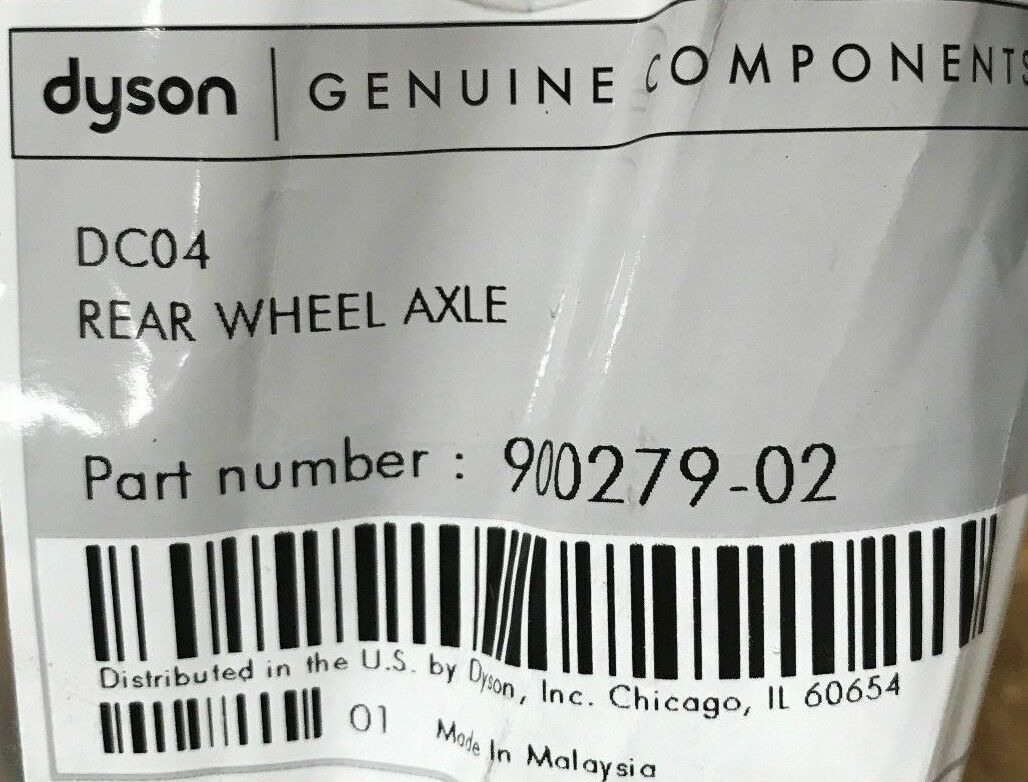 dyson | GENUINE COMPONENTS
DC04
REAR WHEEL AXLE
Part number : 900279-02
Distributed in the U.S. by Dyson, Inc. Chicago, IL 60654
01 Made In Malaysia